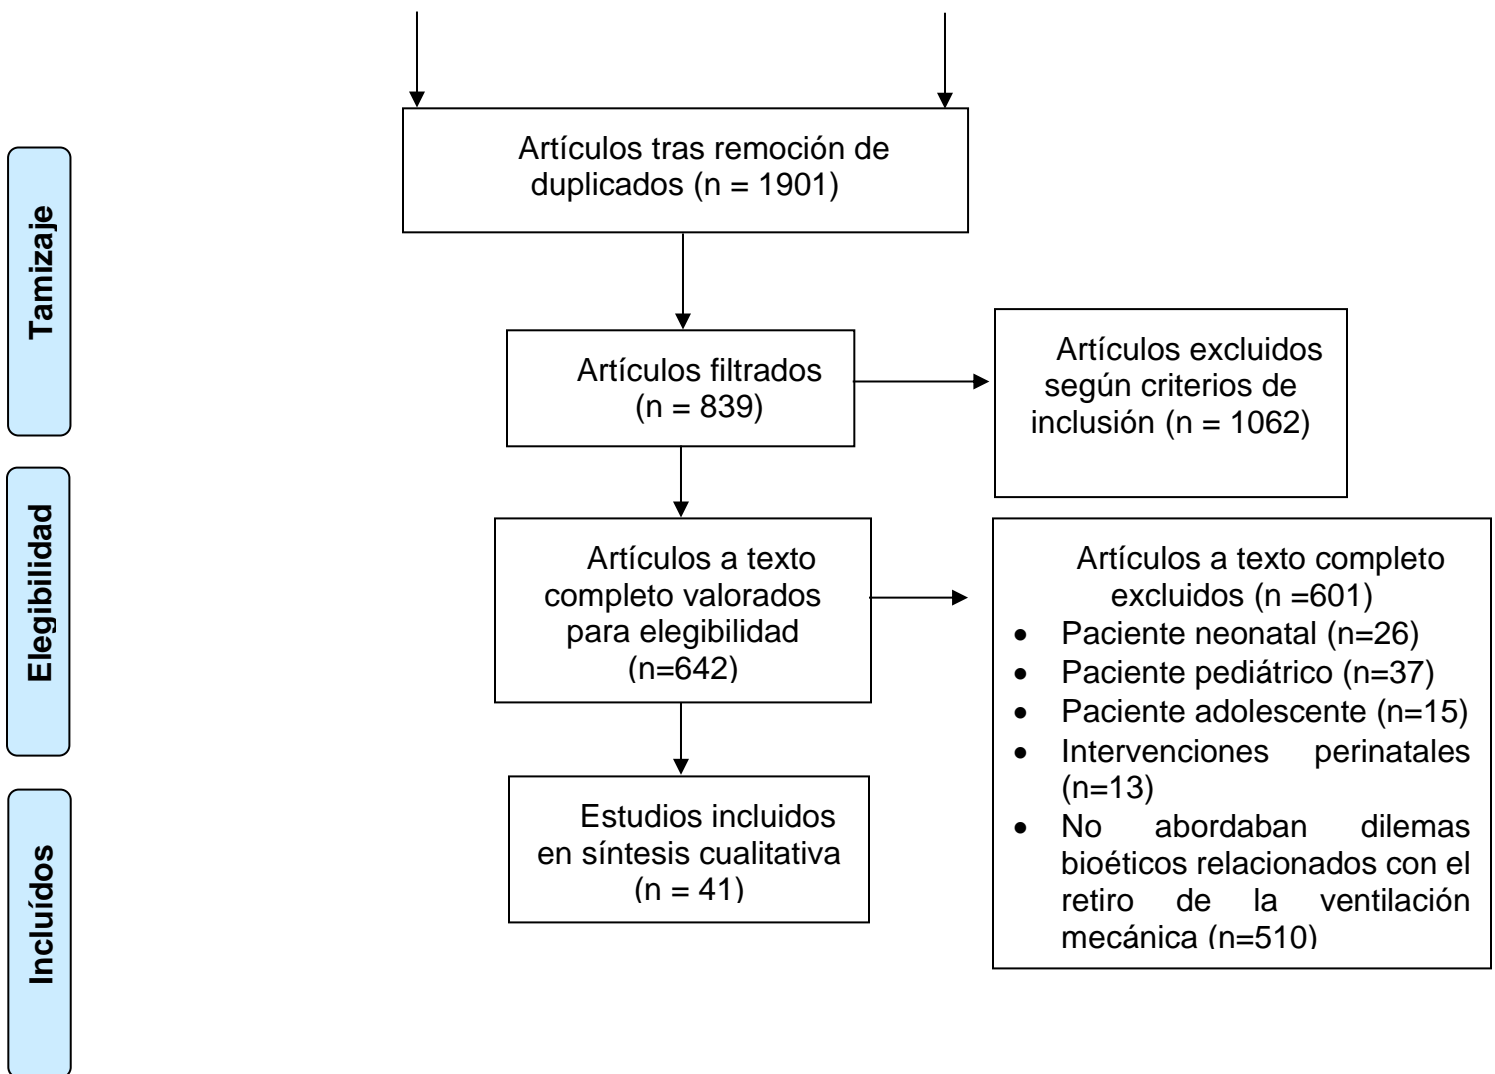 Artículos tras remoción de
duplicados (n = 1901)
Tamizaje
Artículos filtrados
(n = 839)
Artículos excluidos
según criterios de
inclusión (n = 1062)
Elegibilidad
Artículos a texto
completo valorados
para elegibilidad
(n=642)
Artículos a texto completo
excluidos (n =601)
• Paciente neonatal (n=26)
• Paciente pediátrico (n=37)
• Paciente adolescente (n=15)
• Intervenciones perinatales
(n=13)
• No abordaban dilemas
bioéticos relacionados con el
retiro de la ventilación
mecánica (n=510)
Incluídos
Estudios incluidos
en síntesis cualitativa
(n = 41)